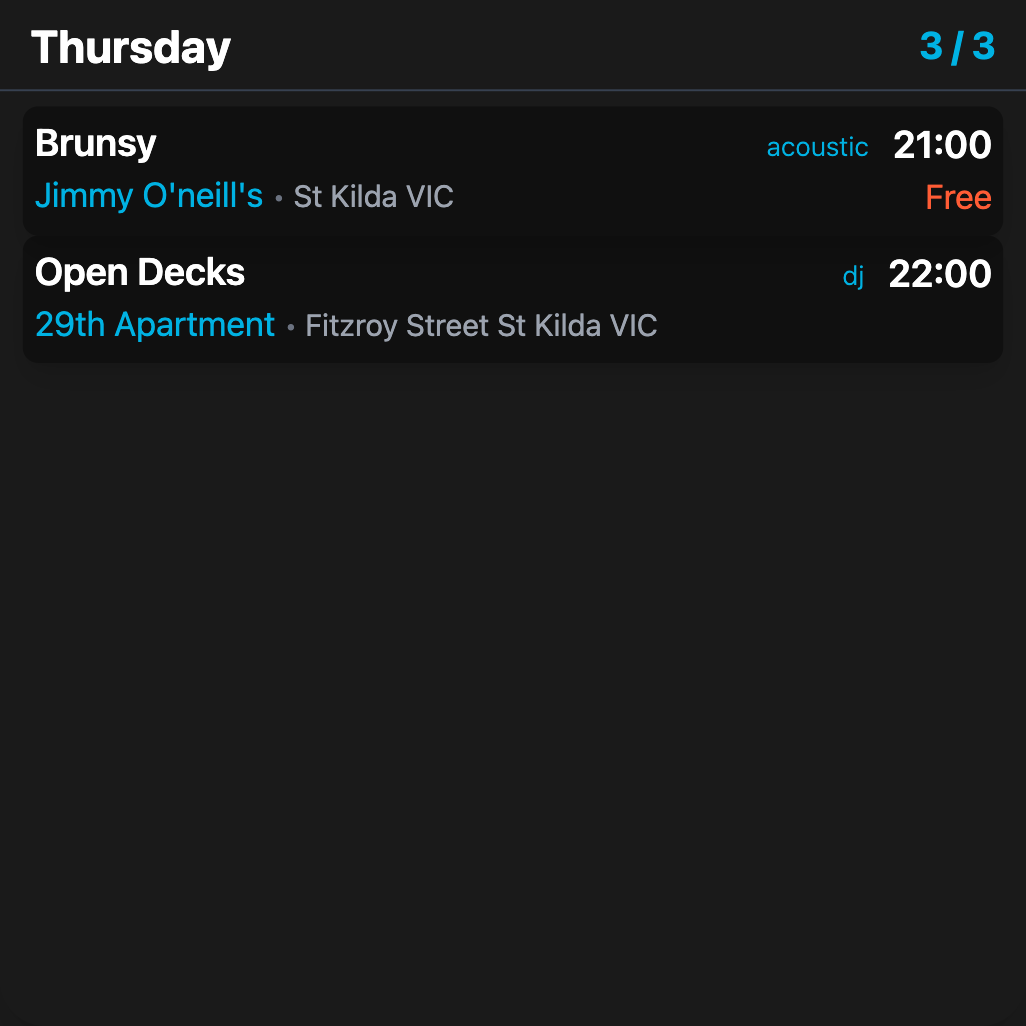 Thursday 3 / 3
Brunsy acoustic 21:00
Jimmy O'neill's • St Kilda VIC Free
Open Decks dj 22:00
29th Apartment • Fitzroy Street St Kilda VIC